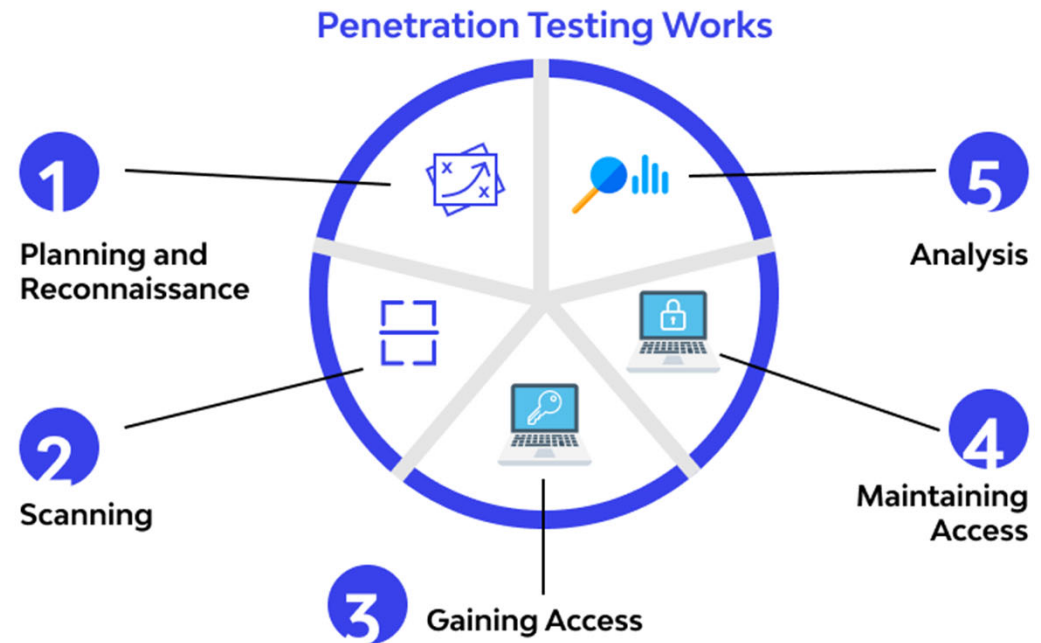 Penetration Testing Works
1
Planning and
Reconnaissance
x
x
2
Scanning
3
Gaining Access
4
Maintaining
Access
5
Analysis